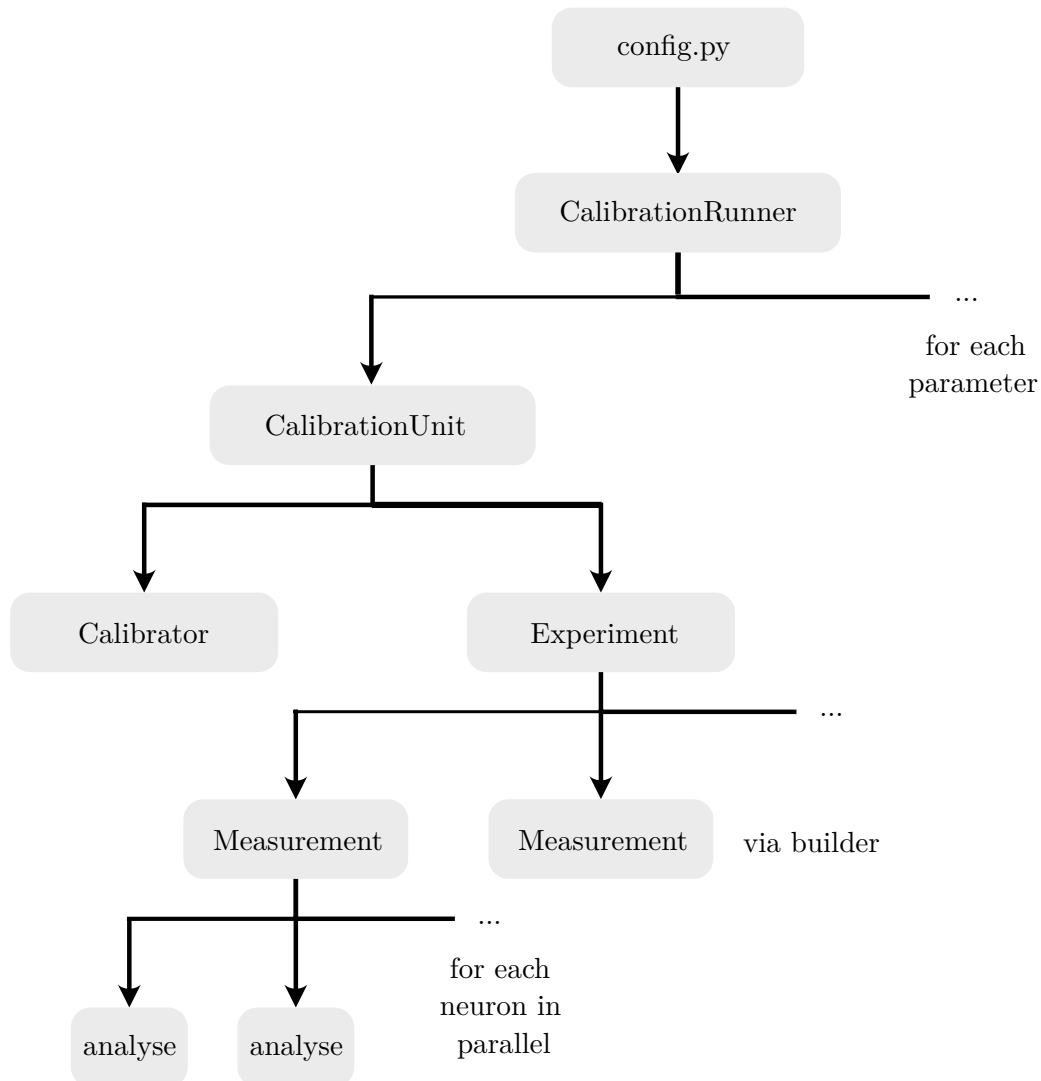 config.py
CalibrationRunner
...
for each
parameter
CalibrationUnit
Calibrator
Experiment
...
Measurement
Measurement
via builder
...
for each
neuron in
parallel
analyse
analyse